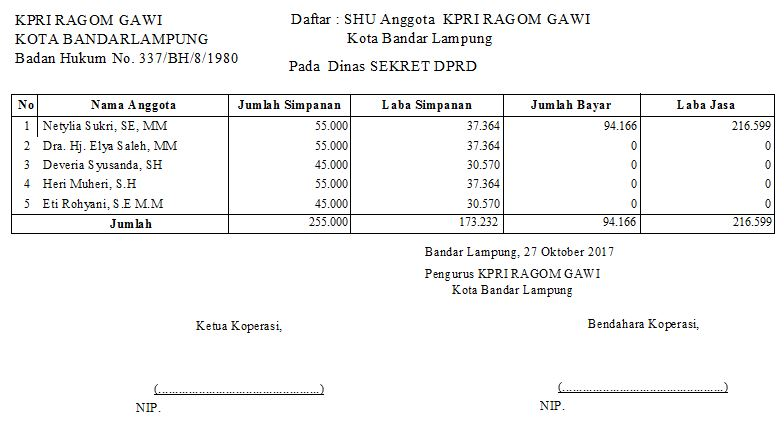 KPRI RAGOM GAWI
KOTA BANDARLAMPUNG
Badan Hukum No. 337/BH/8/1980
Daftar : SHU Anggota KPRI RAGOM GAWI
Kota Bandar Lampung
Pada Dinas SEKRET DPRD
No Nama Anggota Jumlah Simpanan Laba Simpanan Jumlah Bayar Laba Jasa
1 Netylia Sukri, SE, MM 55.000 37.364 94.166 216.599
2 Dra. Hj. Elya Saleh, MM 55.000 37.364 0 0
3 Deveria Syusanda, SH 45.000 30.570 0 0
4 Heri Muheri, S.H 55.000 37.364 0 0
5 Eti Rohyani, S.E M.M 45.000 30.570 0 0
Jumlah 255.000 173.232 94.166 216.599
Bandar Lampung, 27 Oktober 2017
Pengurus KPRI RAGOM GAWI
Kota Bandar Lampung
Ketua Koperasi, Bendahara Koperasi,
(................................................) (................................................)
NIP. NIP.